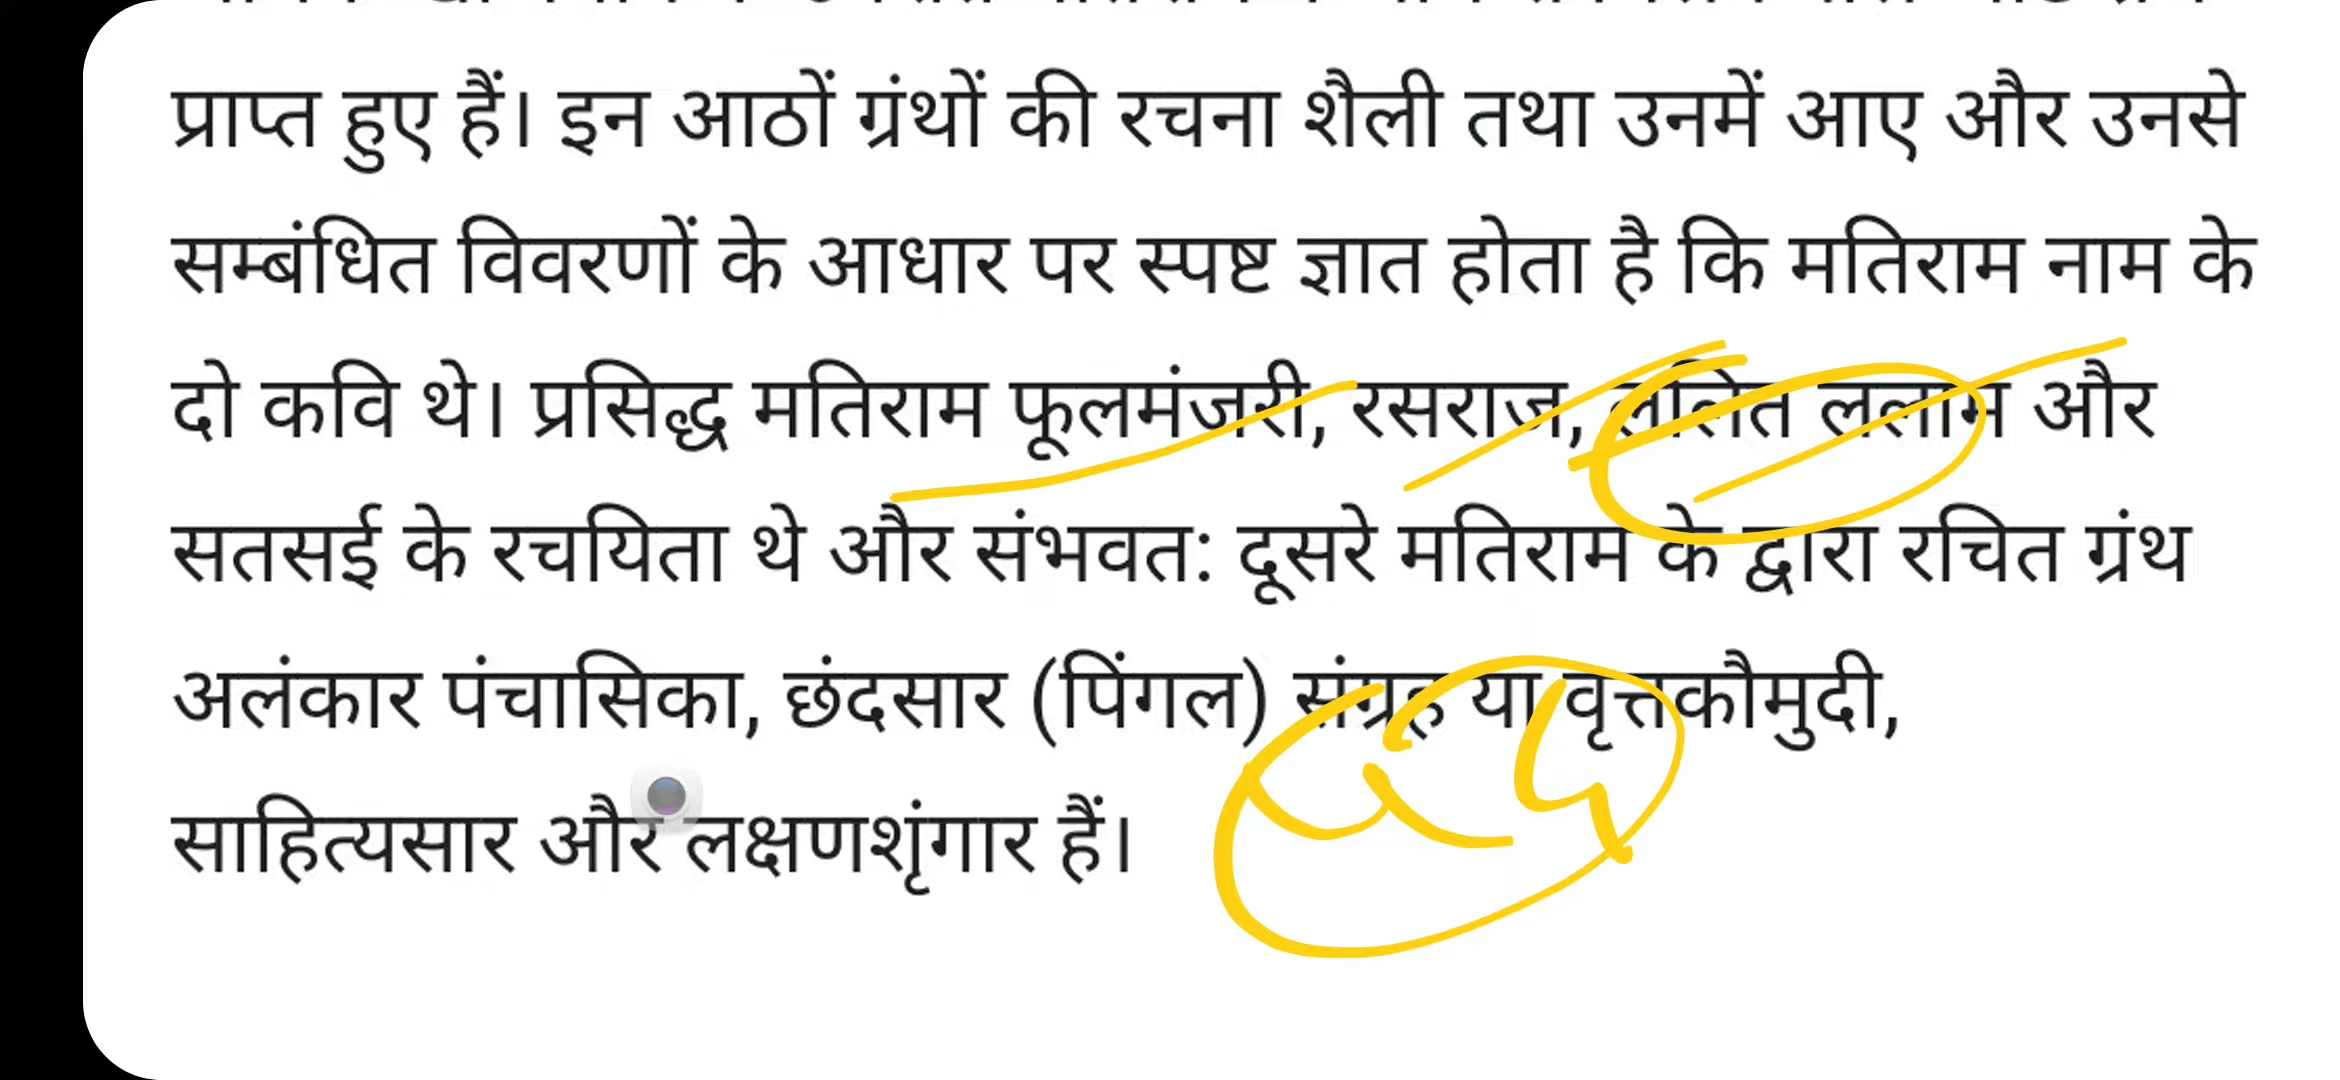 प्राप्त हुए हैं। इन आठों ग्रंथों की रचना शैली तथा उनमें आए और उनसे
सम्बंधित विवरणों के आधार पर स्पष्ट ज्ञात होता है कि मतिराम नाम के
दो कवि थे। प्रसिद्ध मतिराम फूलमंजरी, रसराज, ललित ललाम और
सतसई के रचयिता थे और संभवत: दूसरे मतिराम के द्वारा रचित ग्रंथ
अलंकार पंचासिका, छंदसार (पिंगल) संग्रह या वृत्तकौमुदी,
साहित्यसार और लक्षणशृंगार हैं।